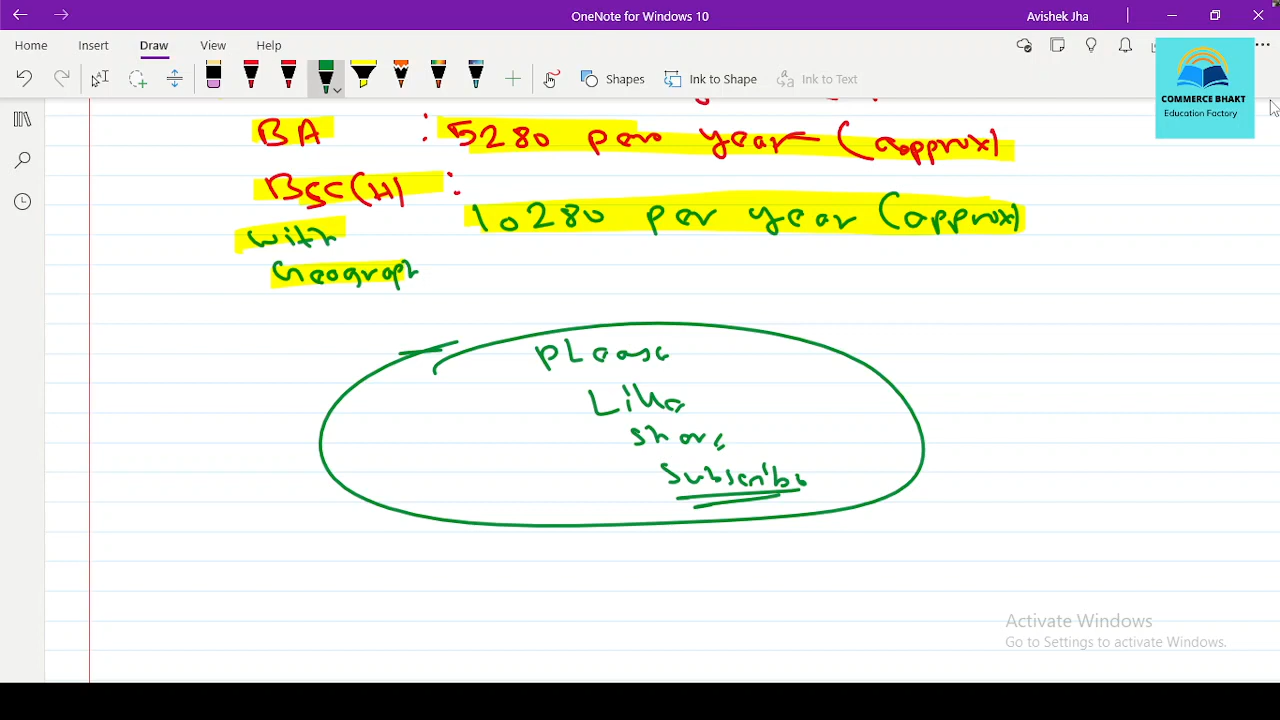 OneNote for Windows 10
Avishek Jha
Home Insert Draw View Help
Shapes Ink to Shape Ink to Text
COMMERCE BHAKT
Education Factory
BA : 5280 per year (approx)
BSC(H) :
10280 per year (approx)
with
Geograph
please
Like
share
subscribe
Activate Windows
Go to Settings to activate Windows.